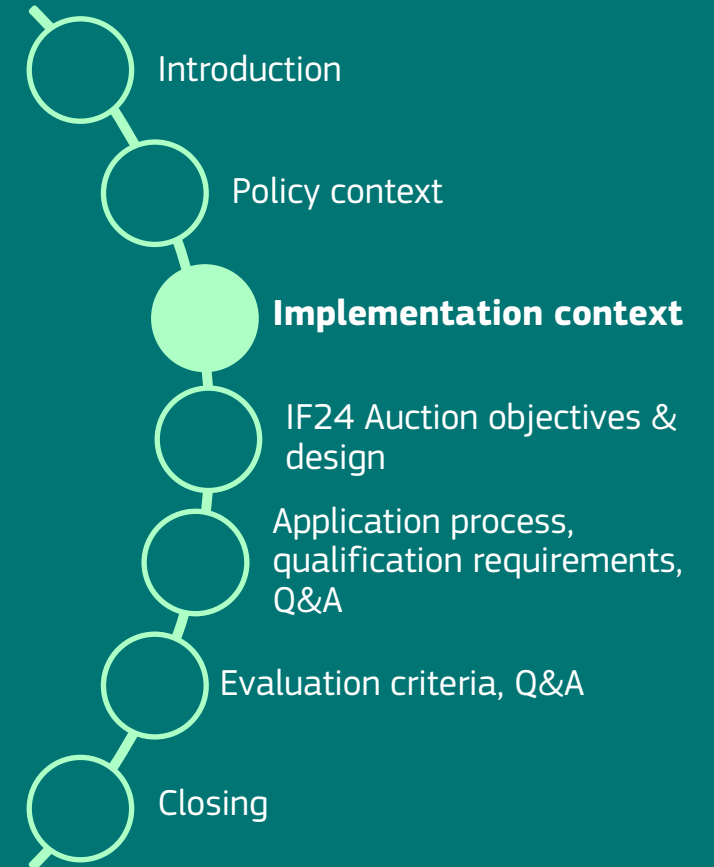 Introduction
Policy context
Implementation context
IF24 Auction objectives &
design
Application process,
qualification requirements,
Q&A
Evaluation criteria, Q&A
Closing